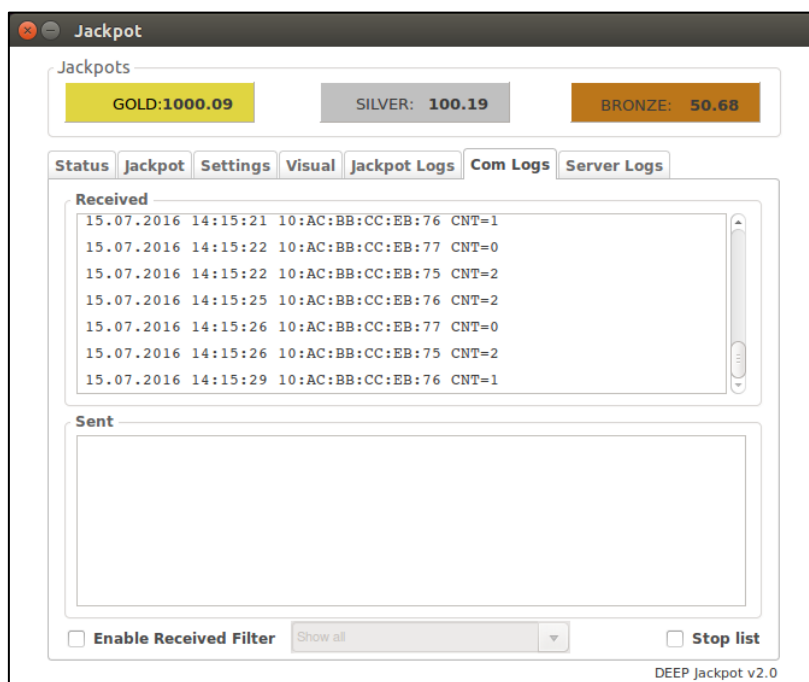 Jackpot
Jackpots
GOLD:1000.09 SILVER: 100.19 BRONZE: 50.68
Status Jackpot Settings Visual Jackpot Logs Com Logs Server Logs
Received
15.07.2016 14:15:21 10:AC:BB:CC:EB:76 CNT=1
15.07.2016 14:15:22 10:AC:BB:CC:EB:77 CNT=0
15.07.2016 14:15:22 10:AC:BB:CC:EB:75 CNT=2
15.07.2016 14:15:25 10:AC:BB:CC:EB:76 CNT=2
15.07.2016 14:15:26 10:AC:BB:CC:EB:77 CNT=0
15.07.2016 14:15:26 10:AC:BB:CC:EB:75 CNT=2
15.07.2016 14:15:29 10:AC:BB:CC:EB:76 CNT=1
Sent
Enable Received Filter Show all Stop list
DEEP Jackpot v2.0